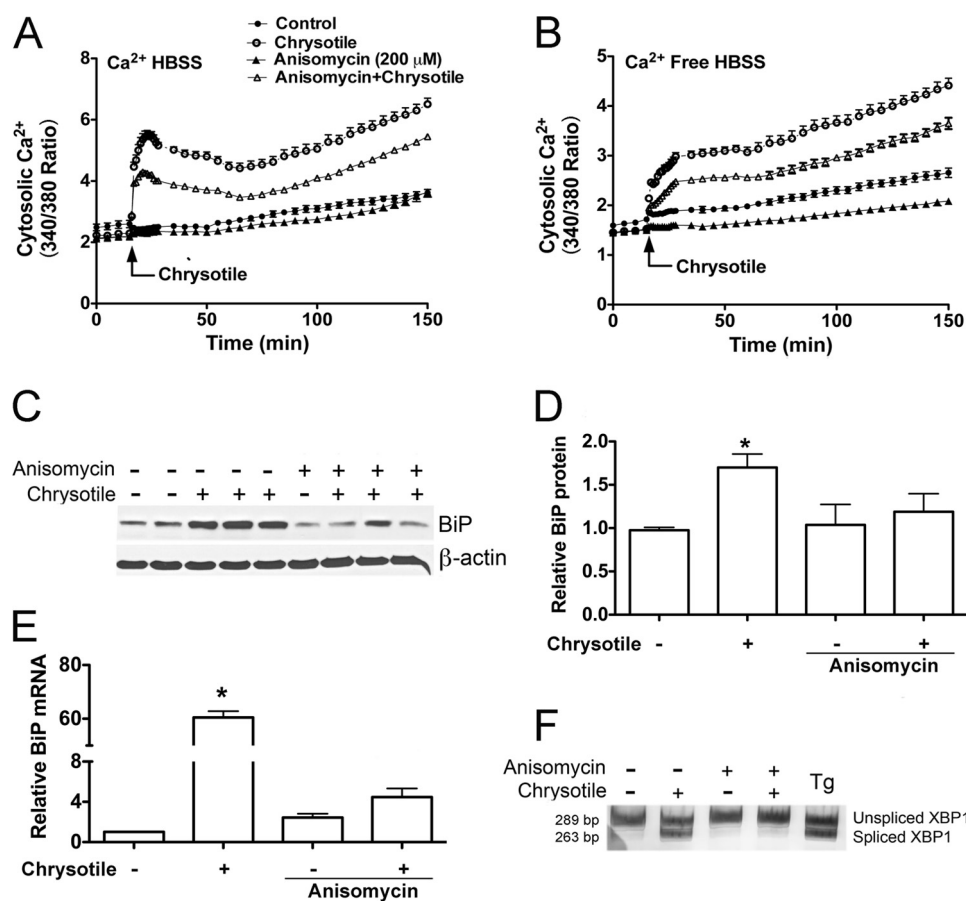 A
Ca2+ HBSS
Control
Chrysotile
Anisomycin (200 μM)
Anisomycin+Chrysotile
Cytosolic Ca2+
(340/380 Ratio)
8
6
4
2
0
Chrysotile
0 50 100 150
Time (min)
B
Ca2+ Free HBSS
Cytosolic Ca2+
(340/380 Ratio)
5
4
3
2
1
0
Chrysotile
0 50 100 150
Time (min)
C
Anisomycin - - - - - + + + +
Chrysotile - - + + + - + + +
BiP
β-actin
D
Relative BiP protein
2.0
1.5
1.0
0.5
0.0
*
Chrysotile - + - +
Anisomycin
E
Relative BiP mRNA
80
60
8
4
0
*
Chrysotile - + - +
Anisomycin
F
Anisomycin - - + + Tg
Chrysotile - + - +
289 bp Unspliced XBP1
263 bp Spliced XBP1